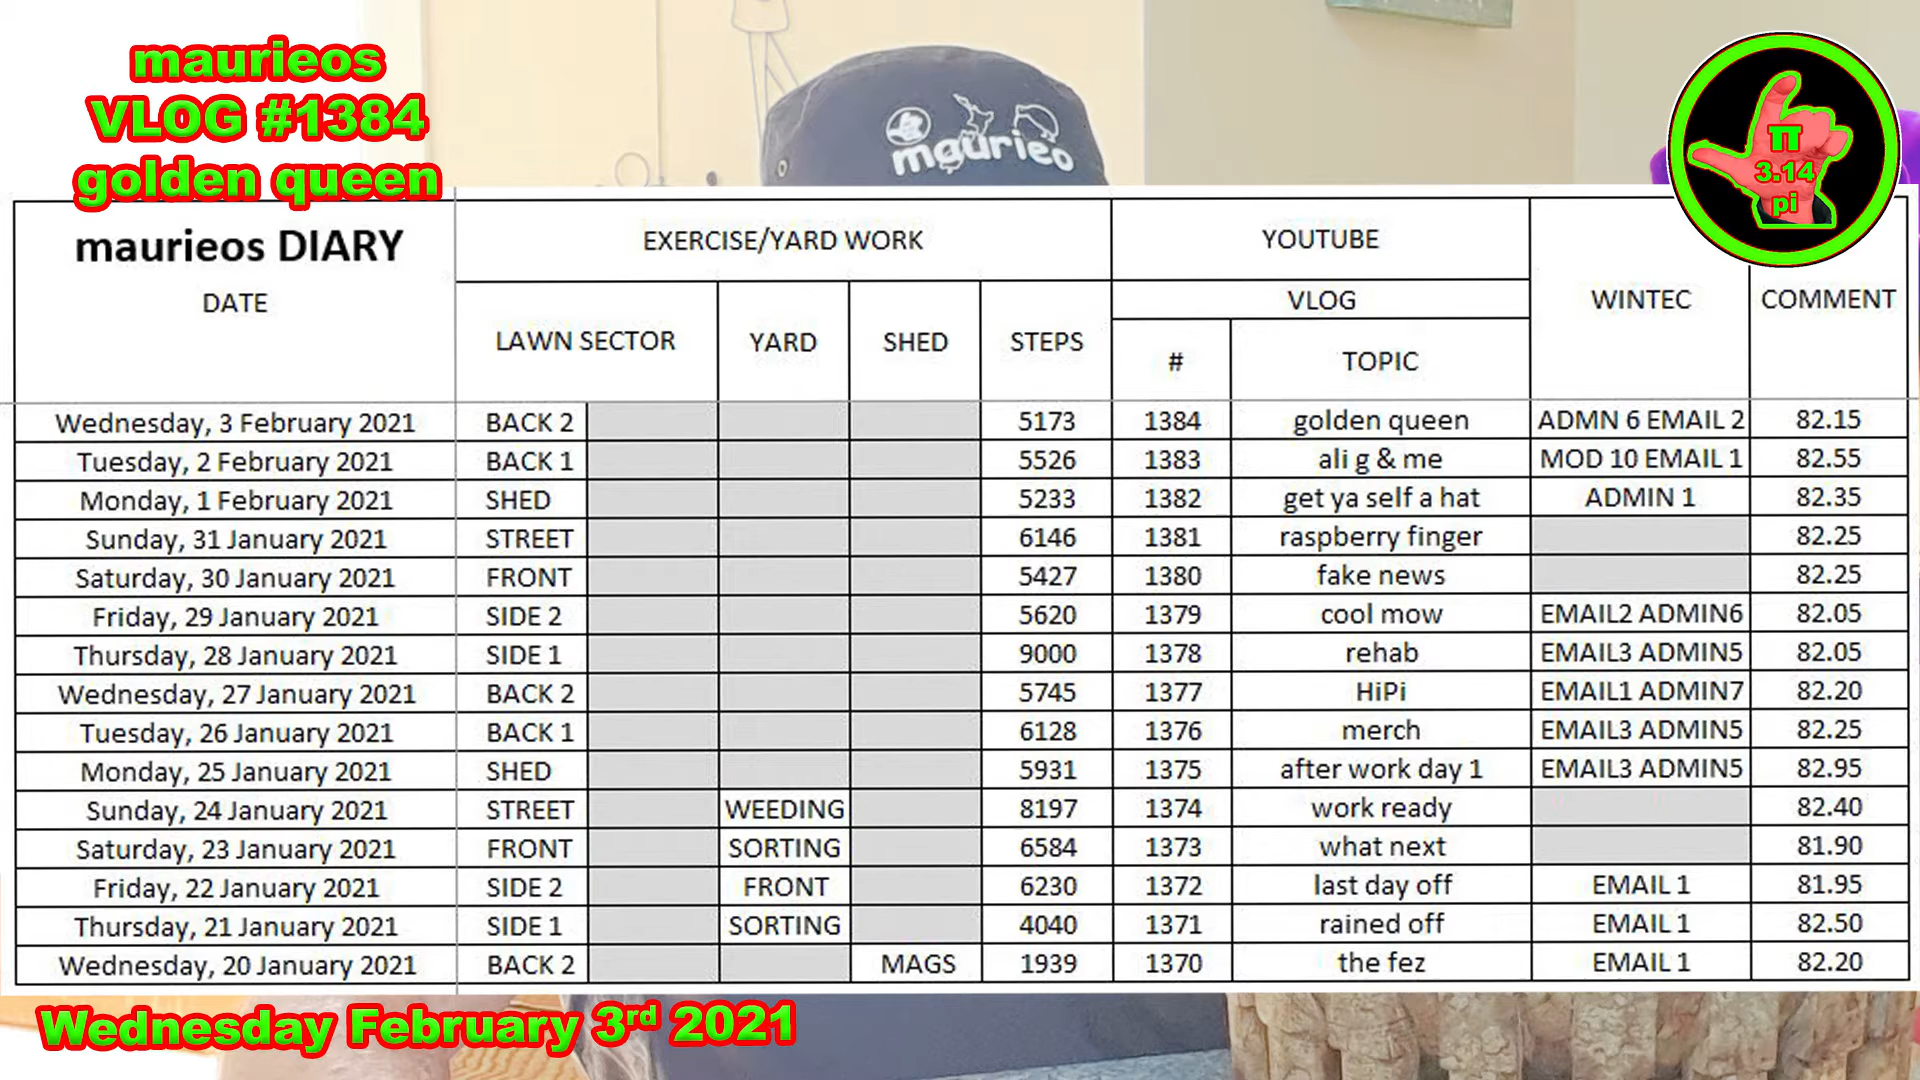 maurieos
VLOG #1384
golden queen
maurieo
π
3.14
pi
maurieos DIARY
DATE
EXERCISE/YARD WORK
YOUTUBE
WINTEC
COMMENT
LAWN SECTOR
YARD
SHED
STEPS
VLOG
#
TOPIC
Wednesday, 3 February 2021 BACK 2 5173 1384 golden queen ADMN 6 EMAIL 2 82.15
Tuesday, 2 February 2021 BACK 1 5526 1383 ali g & me MOD 10 EMAIL 1 82.55
Monday, 1 February 2021 SHED 5233 1382 get ya self a hat ADMIN 1 82.35
Sunday, 31 January 2021 STREET 6146 1381 raspberry finger 82.25
Saturday, 30 January 2021 FRONT 5427 1380 fake news 82.25
Friday, 29 January 2021 SIDE 2 5620 1379 cool mow EMAIL2 ADMIN6 82.05
Thursday, 28 January 2021 SIDE 1 9000 1378 rehab EMAIL3 ADMIN5 82.05
Wednesday, 27 January 2021 BACK 2 5745 1377 HiPi EMAIL1 ADMIN7 82.20
Tuesday, 26 January 2021 BACK 1 6128 1376 merch EMAIL3 ADMIN5 82.25
Monday, 25 January 2021 SHED 5931 1375 after work day 1 EMAIL3 ADMIN5 82.95
Sunday, 24 January 2021 STREET WEEDING 8197 1374 work ready 82.40
Saturday, 23 January 2021 FRONT SORTING 6584 1373 what next 81.90
Friday, 22 January 2021 SIDE 2 FRONT 6230 1372 last day off EMAIL 1 81.95
Thursday, 21 January 2021 SIDE 1 SORTING 4040 1371 rained off EMAIL 1 82.50
Wednesday, 20 January 2021 BACK 2 MAGS 1939 1370 the fez EMAIL 1 82.20
Wednesday February 3rd 2021